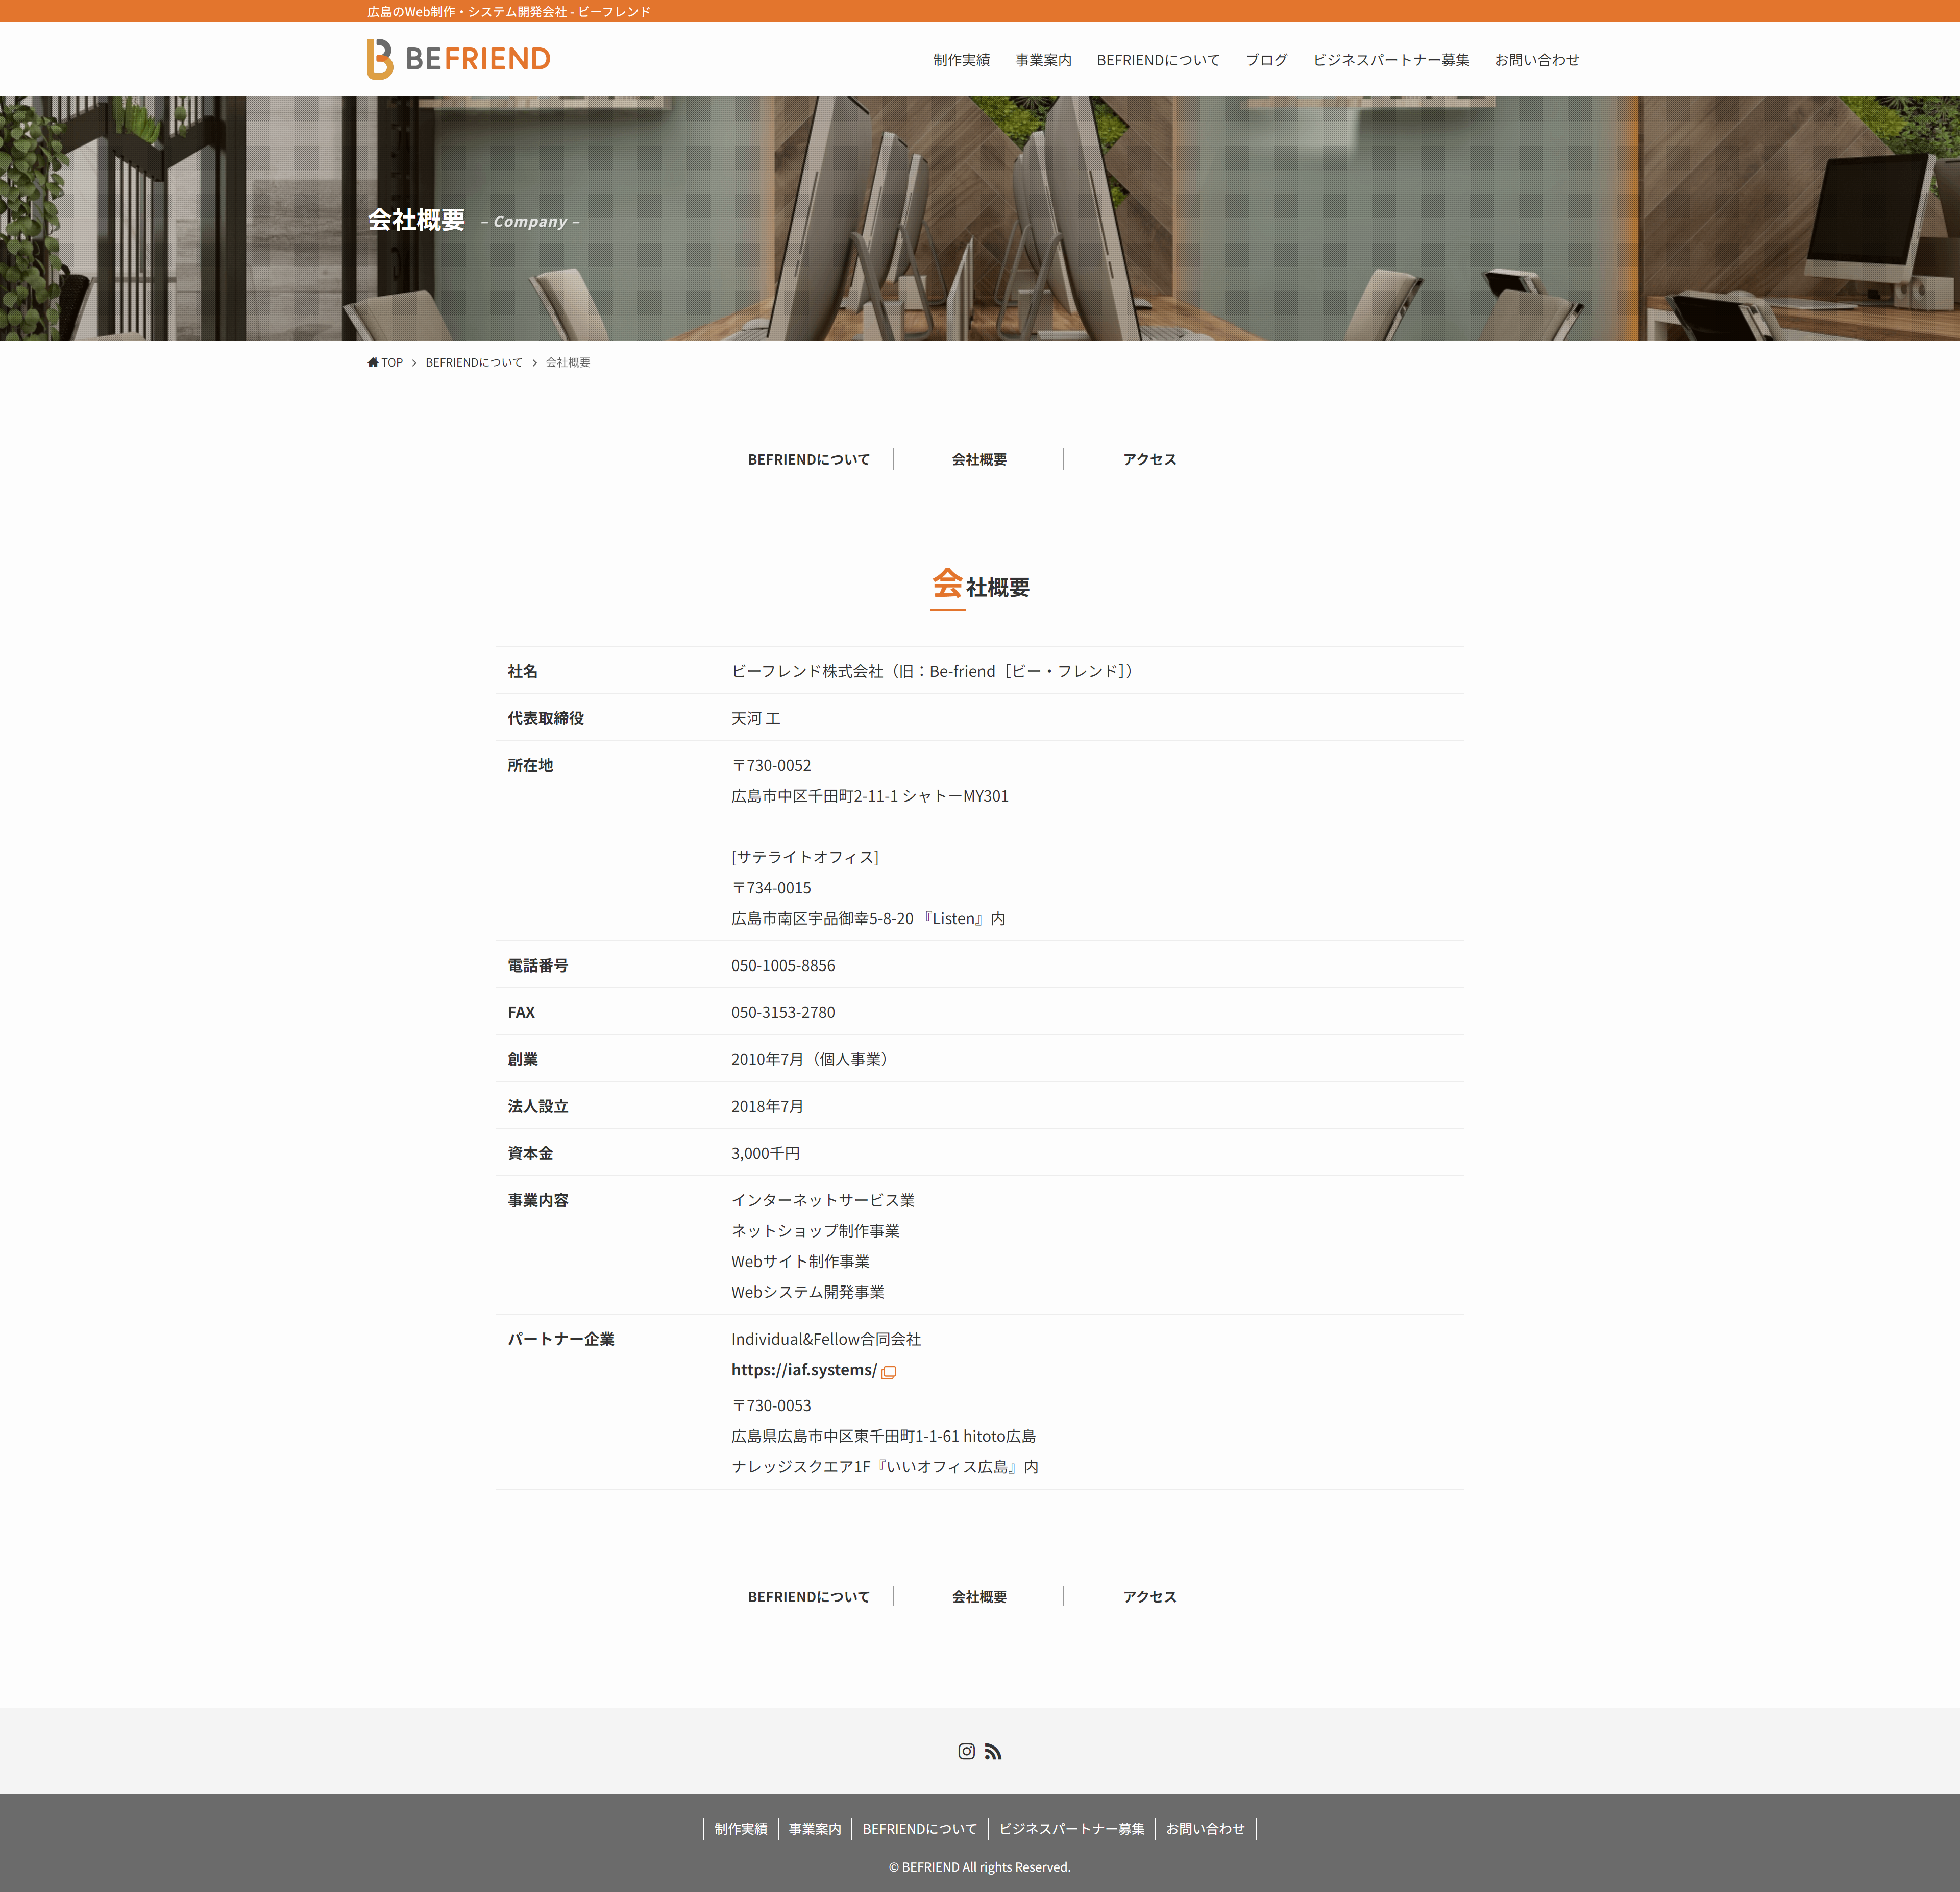 広島のWeb制作・システム開発会社 - ビーフレンド
BEFRIEND
制作実績 事業案内 BEFRIENDについて ブログ ビジネスパートナー募集 お問い合わせ
会社概要 – Company –
TOP > BEFRIENDについて > 会社概要
BEFRIENDについて 会社概要 アクセス
会社概要
社名 ビーフレンド株式会社（旧：Be-friend［ビー・フレンド］）
代表取締役 天河 工
所在地 〒730-0052
広島市中区千田町2-11-1 シャトーMY301
[サテライトオフィス]
〒734-0015
広島市南区宇品御幸5-8-20 『Listen』内
電話番号 050-1005-8856
FAX 050-3153-2780
創業 2010年7月（個人事業）
法人設立 2018年7月
資本金 3,000千円
事業内容 インターネットサービス業
ネットショップ制作事業
Webサイト制作事業
Webシステム開発事業
パートナー企業 Individual&Fellow合同会社
https://iaf.systems/
〒730-0053
広島県広島市中区東千田町1-1-61 hitoto広島
ナレッジスクエア1F『いいオフィス広島』内
BEFRIENDについて 会社概要 アクセス
制作実績 事業案内 BEFRIENDについて ビジネスパートナー募集 お問い合わせ
© BEFRIEND All rights Reserved.